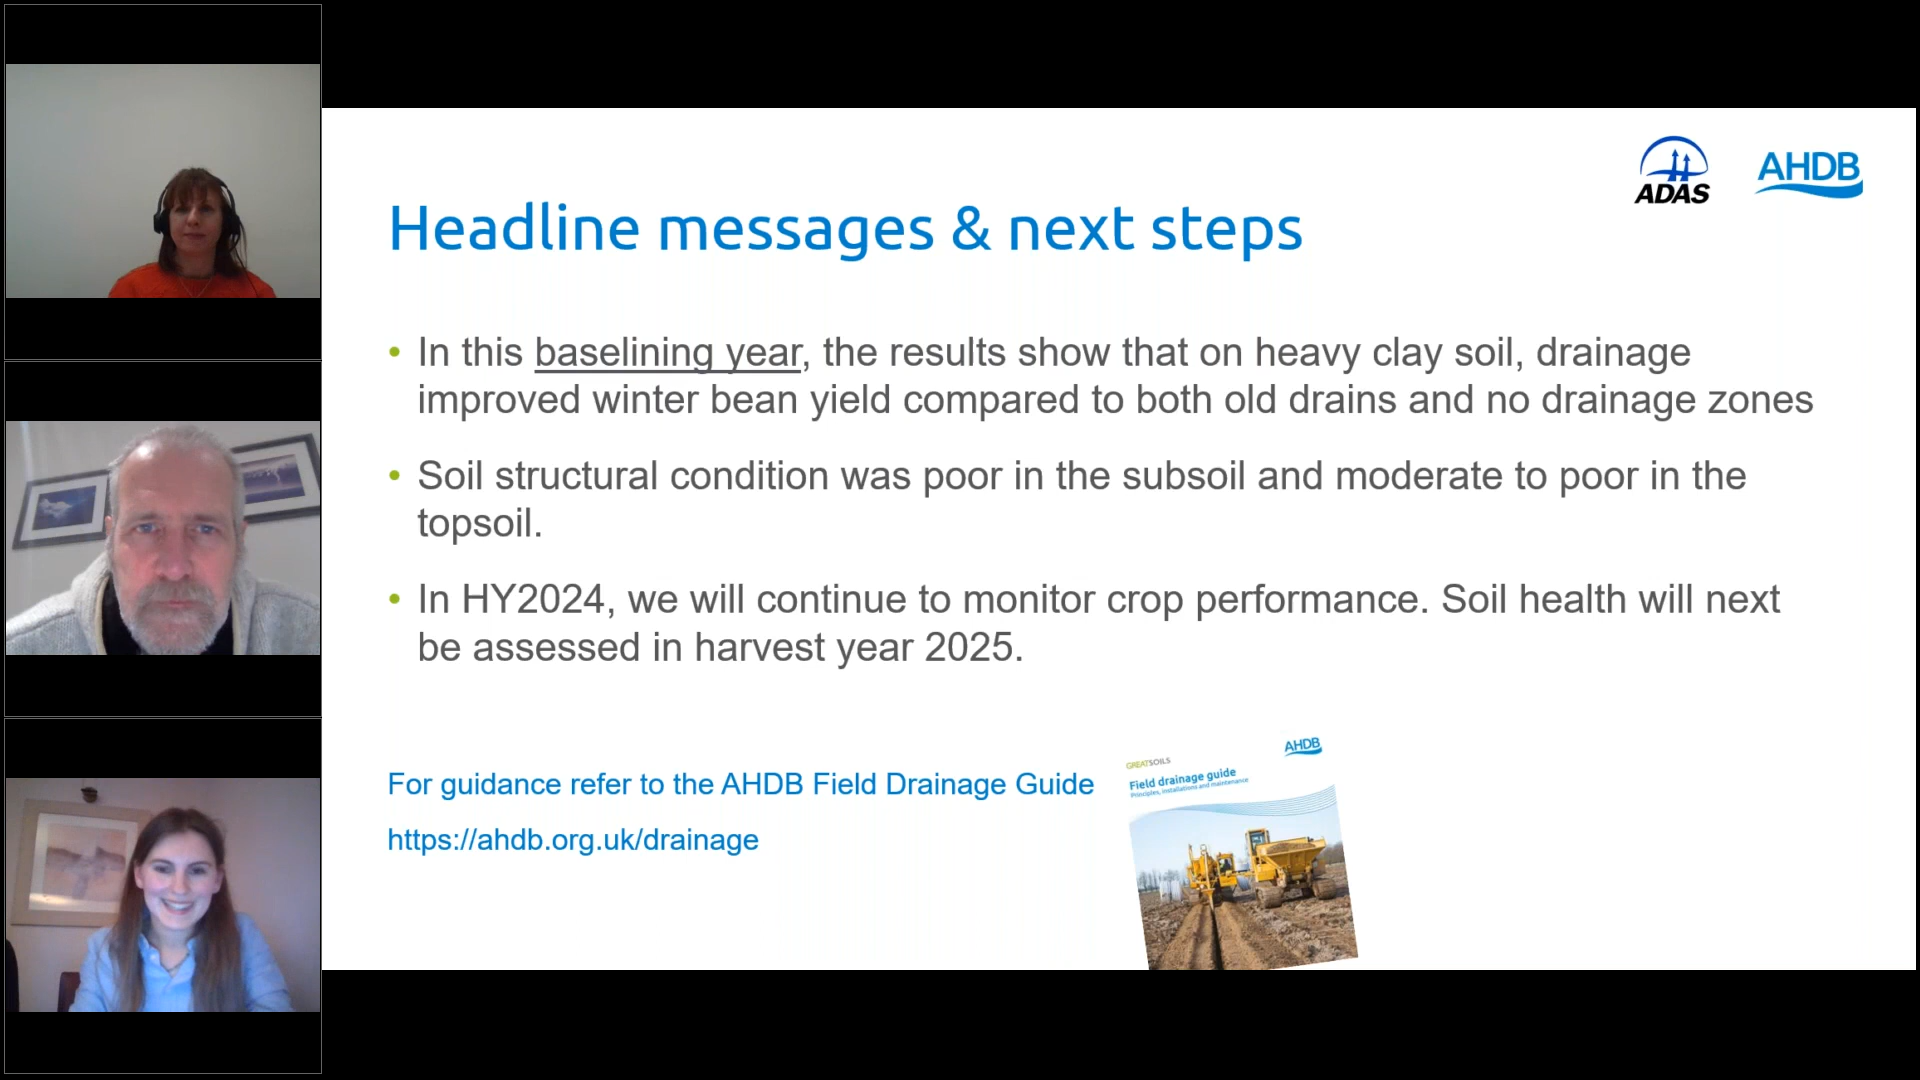 ADAS
AHDB
Headline messages & next steps
• In this baselining year, the results show that on heavy clay soil, drainage
improved winter bean yield compared to both old drains and no drainage zones
• Soil structural condition was poor in the subsoil and moderate to poor in the
topsoil.
• In HY2024, we will continue to monitor crop performance. Soil health will next
be assessed in harvest year 2025.
For guidance refer to the AHDB Field Drainage Guide
https://ahdb.org.uk/drainage
AHDB
GREATSOILS
Field drainage guide
Principles, installations and maintenance